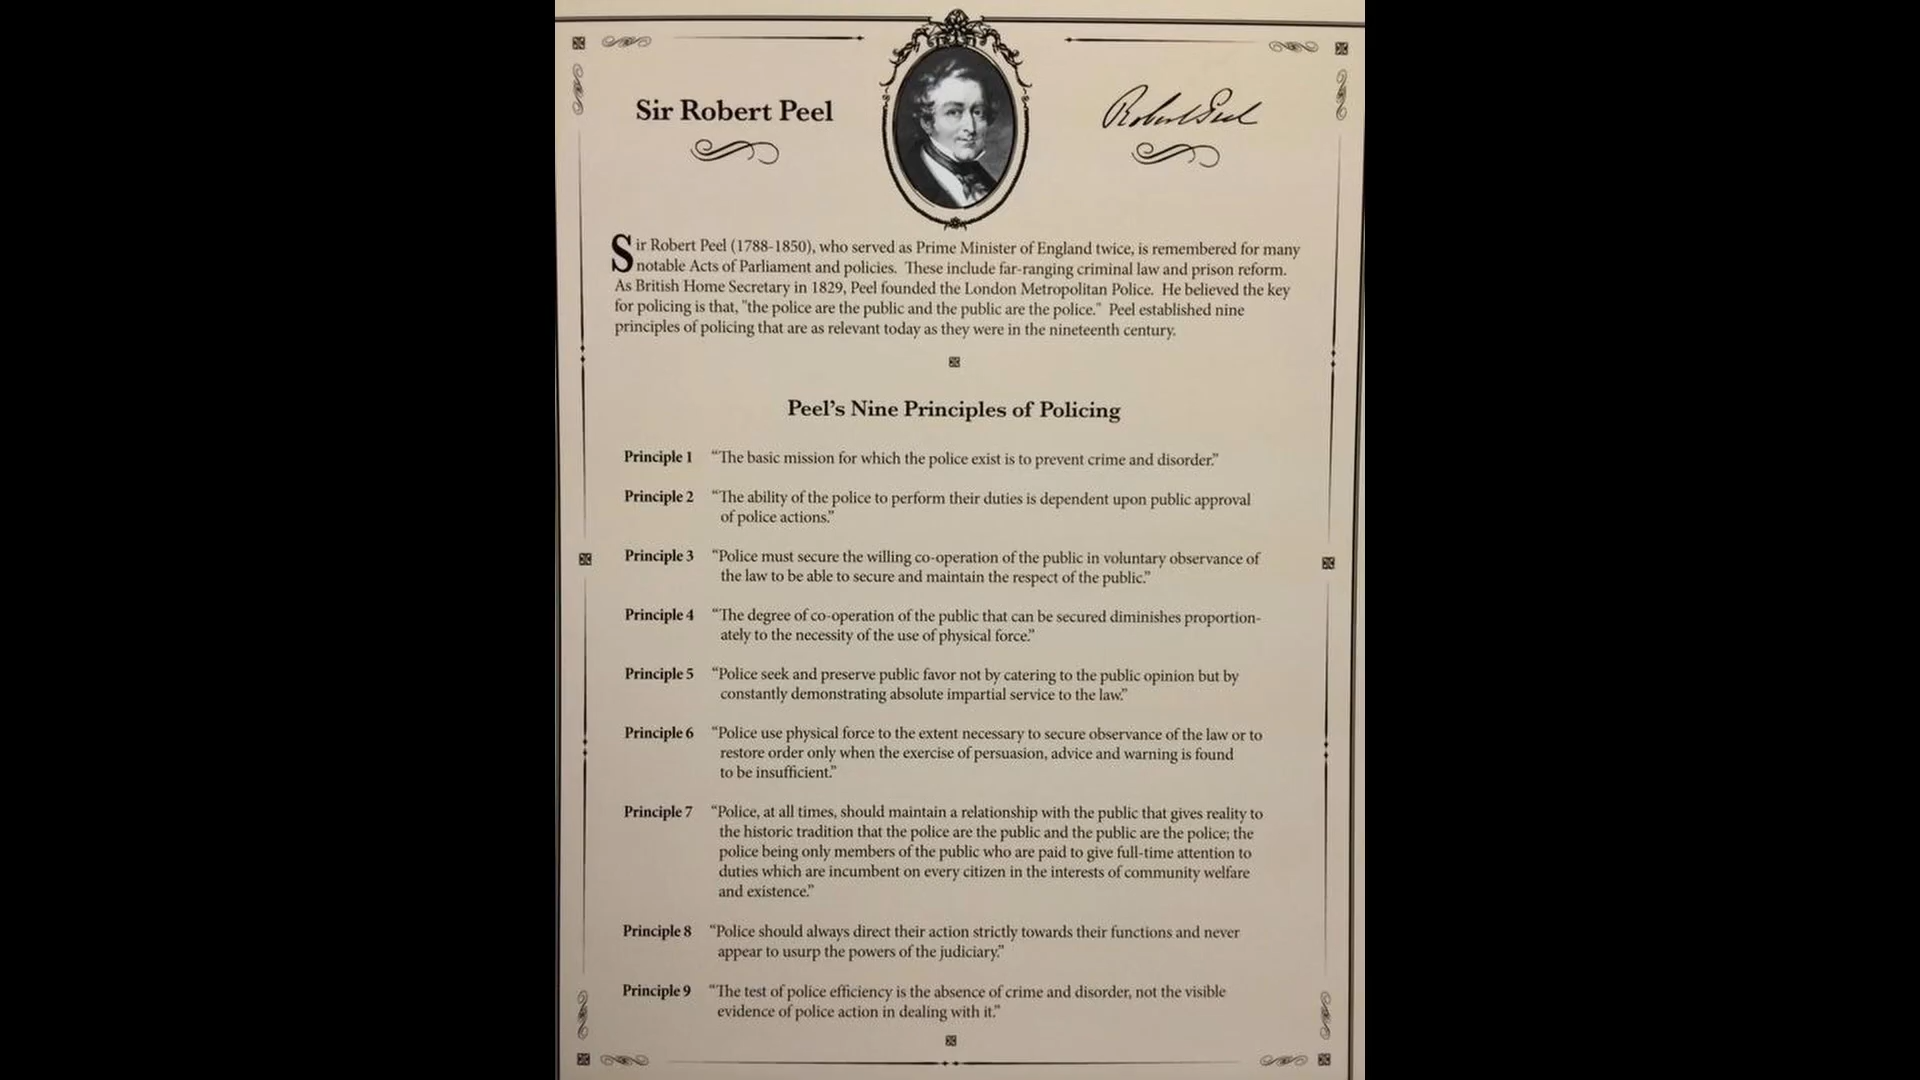 Sir Robert Peel
Robert Peel
Sir Robert Peel (1788-1850), who served as Prime Minister of England twice, is remembered for many
notable Acts of Parliament and policies. These include far-ranging criminal law and prison reform.
As British Home Secretary in 1829, Peel founded the London Metropolitan Police. He believed the key
for policing is that, "the police are the public and the public are the police." Peel established nine
principles of policing that are as relevant today as they were in the nineteenth century.
Peel's Nine Principles of Policing
Principle 1 "The basic mission for which the police exist is to prevent crime and disorder."
Principle 2 "The ability of the police to perform their duties is dependent upon public approval
of police actions."
Principle 3 "Police must secure the willing co-operation of the public in voluntary observance of
the law to be able to secure and maintain the respect of the public."
Principle 4 "The degree of co-operation of the public that can be secured diminishes proportion-
ately to the necessity of the use of physical force."
Principle 5 "Police seek and preserve public favor not by catering to the public opinion but by
constantly demonstrating absolute impartial service to the law."
Principle 6 "Police use physical force to the extent necessary to secure observance of the law or to
restore order only when the exercise of persuasion, advice and warning is found
to be insufficient."
Principle 7 "Police, at all times, should maintain a relationship with the public that gives reality to
the historic tradition that the police are the public and the public are the police; the
police being only members of the public who are paid to give full-time attention to
duties which are incumbent on every citizen in the interests of community welfare
and existence."
Principle 8 "Police should always direct their action strictly towards their functions and never
appear to usurp the powers of the judiciary."
Principle 9 "The test of police efficiency is the absence of crime and disorder, not the visible
evidence of police action in dealing with it."